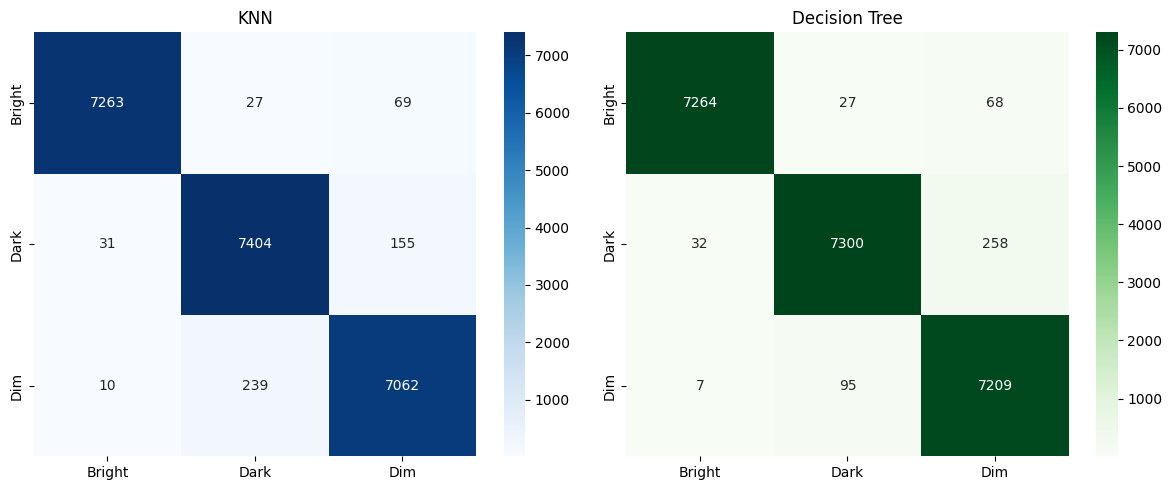 KNN
Bright 7263 27 69
Dark 31 7404 155
Dim 10 239 7062
Bright Dark Dim
7000
6000
5000
4000
3000
2000
1000
Decision Tree
Bright 7264 27 68
Dark 32 7300 258
Dim 7 95 7209
Bright Dark Dim
7000
6000
5000
4000
3000
2000
1000